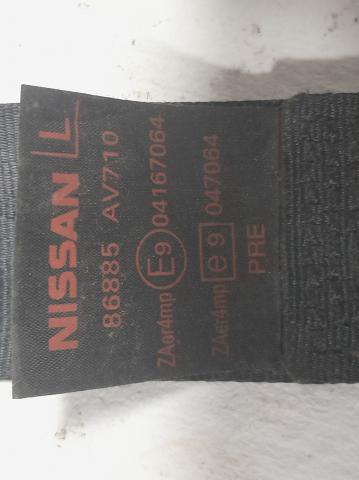 NISSAN L
86885 AV710
ZAer4mp E9 04167064
ZAer4mp e9 047064
PRE